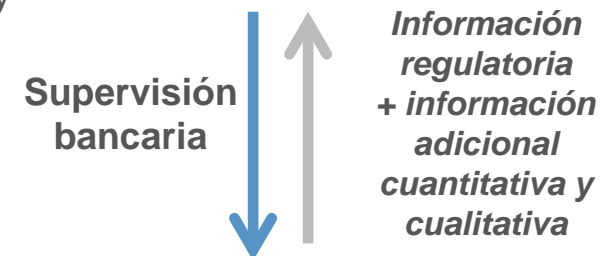 y
Supervisión
bancaria
Información
regulatoria
+ información
adicional
cuantitativa y
cualitativa